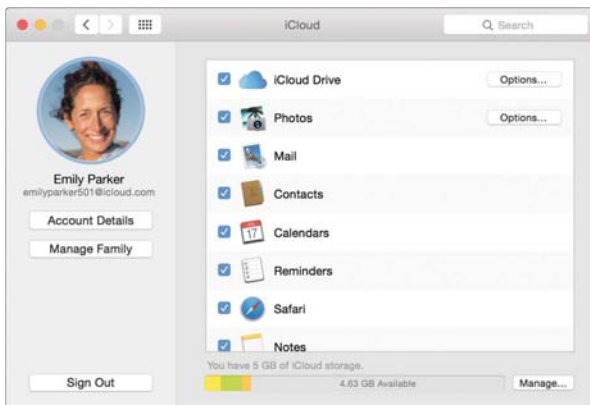 iCloud
Search
iCloud Drive
Options...
Photos
Options...
Mail
Emily Parker
emilyparker501@icloud.com
Contacts
Account Details
17
Calendars
Manage Family
Reminders
Safari
Notes
You have 5 GB of iCloud storage.
Sign Out
4.63 GB Available
Manage...